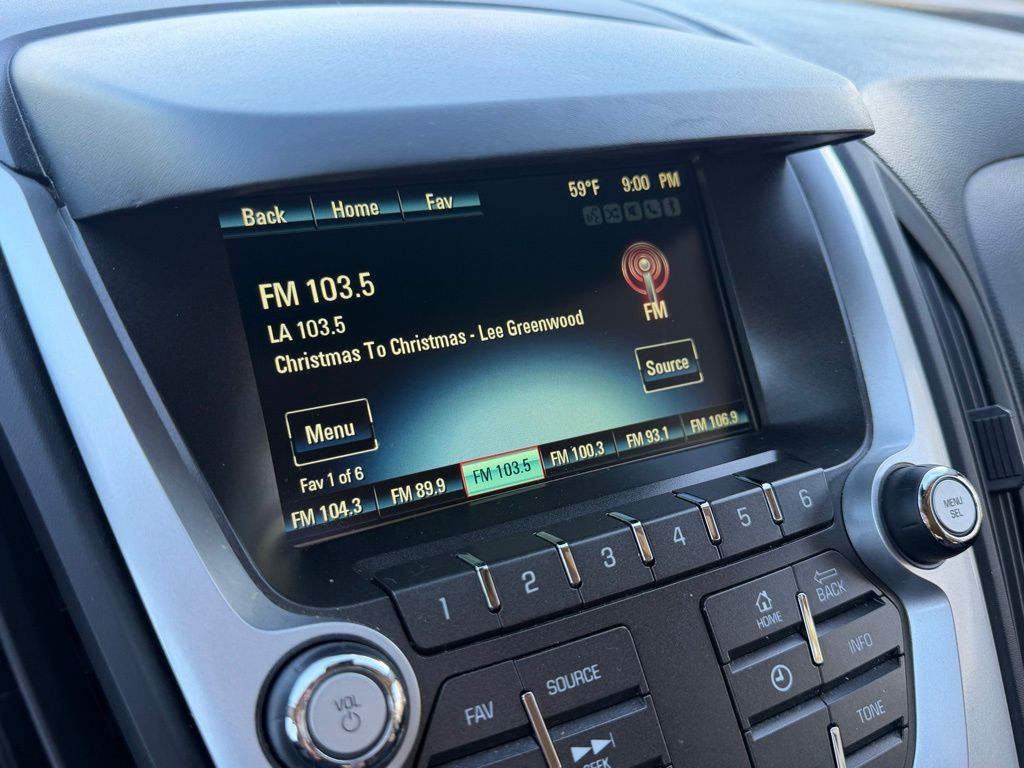 Back Home Fav 59°F 9:00 PM
FM 103.5
LA 103.5
Christmas To Christmas - Lee Greenwood
FM
Source
Menu
Fav 1 of 6
FM 104.3 FM 89.9 FM 103.5 FM 100.3 FM 93.1 FM 106.9
1 2 3 4 5 6
MENU
SEL
HOME BACK
INFO
TONE
VOL
FAV SOURCE
SEEK